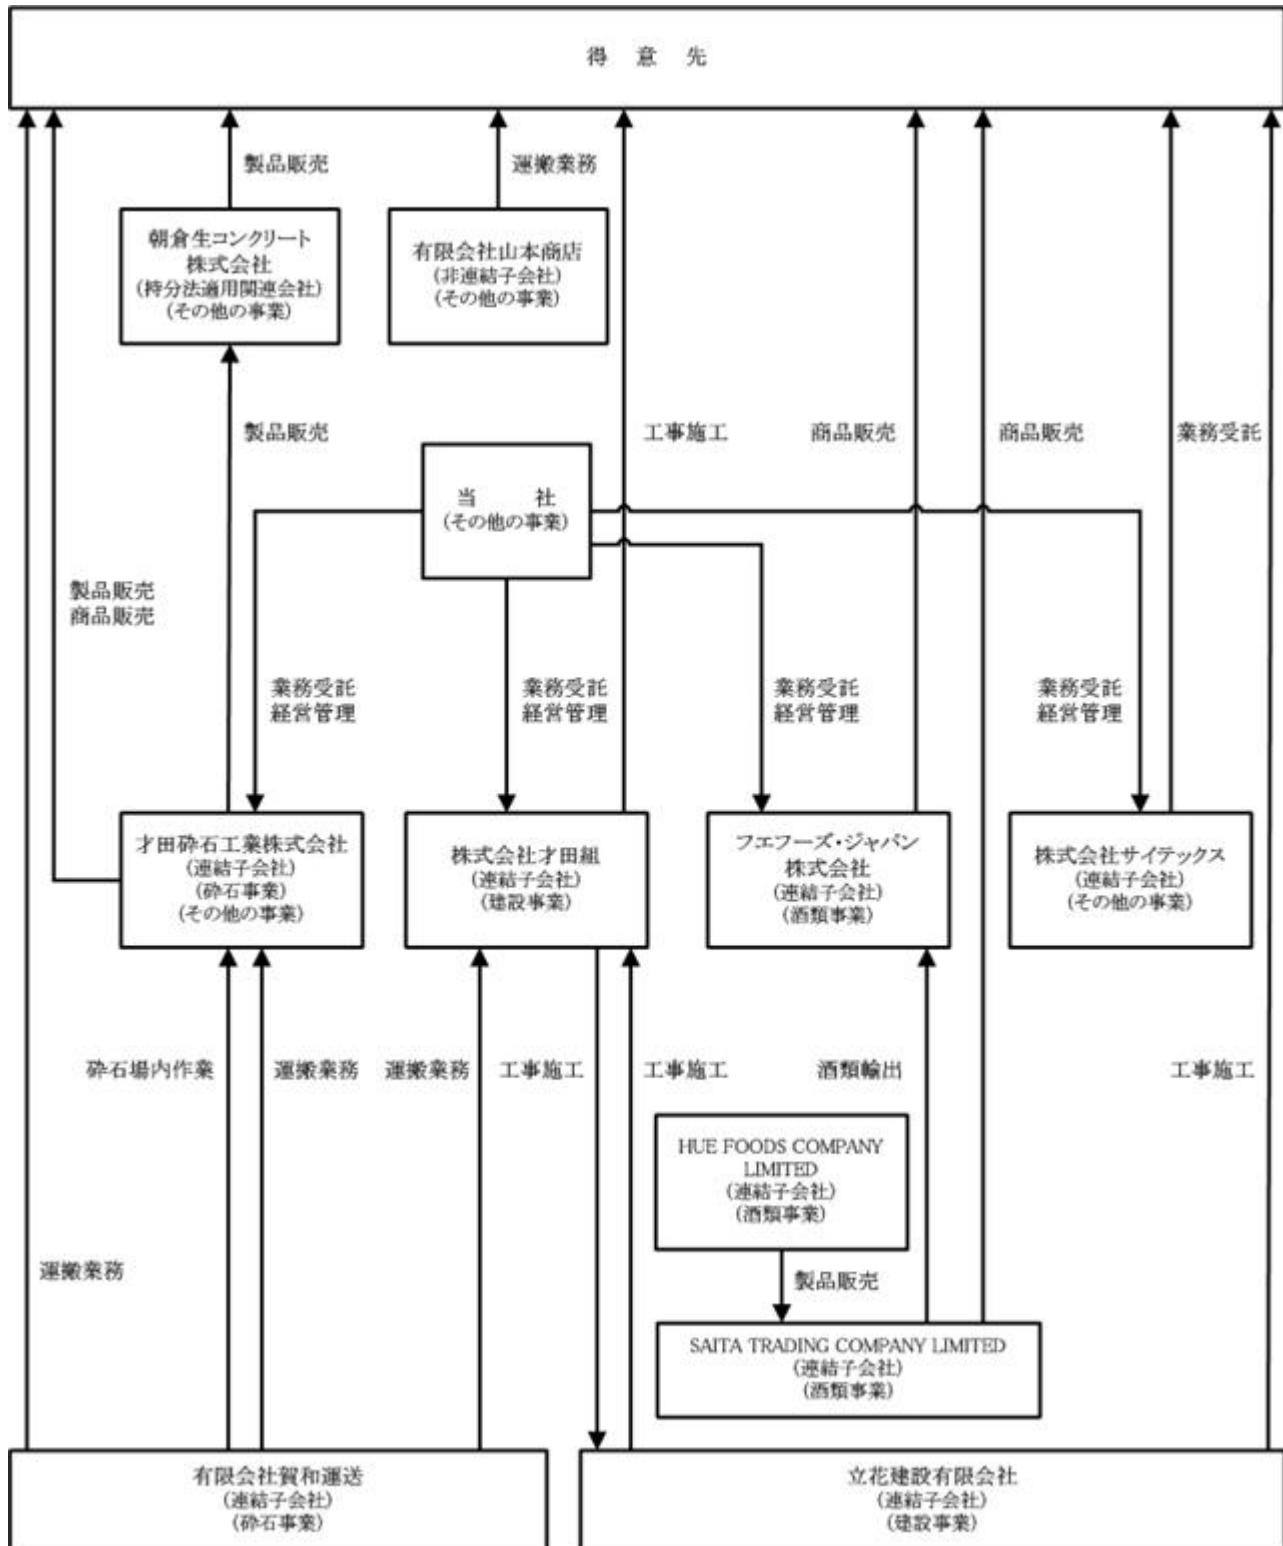 得意先
製品販売
運搬業務
朝倉生コンクリート
株式会社
(持分法適用関連会社)
(その他の事業)
有限会社山本商店
(非連結子会社)
(その他の事業)
製品販売
工事施工
商品販売
商品販売
業務受託
当社
(その他の事業)
製品販売
商品販売
業務受託
経営管理
業務受託
経営管理
業務受託
経営管理
業務受託
経営管理
才田砕石工業株式会社
(連結子会社)
(砕石事業)
(その他の事業)
株式会社才田組
(連結子会社)
(建設事業)
フエフーズ・ジャパン
株式会社
(連結子会社)
(酒類事業)
株式会社サイテックス
(連結子会社)
(その他の事業)
砕石場内作業
運搬業務
運搬業務
工事施工
工事施工
酒類輸出
工事施工
HUE FOODS COMPANY
LIMITED
(連結子会社)
(酒類事業)
運搬業務
製品販売
SAITA TRADING COMPANY LIMITED
(連結子会社)
(酒類事業)
有限会社賀和運送
(連結子会社)
(砕石事業)
立花建設有限会社
(連結子会社)
(建設事業)